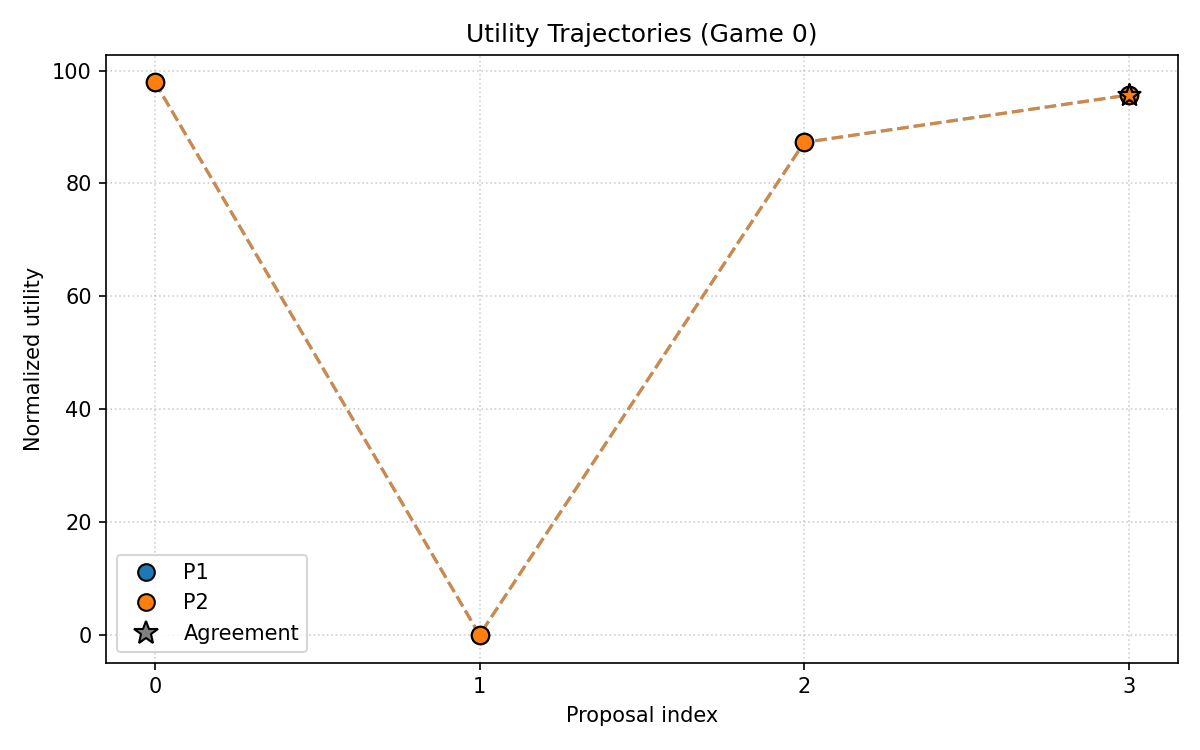 Utility Trajectories (Game 0)
100
80
60
40
20
0
Normalized utility
P1
P2
Agreement
0 1 2 3
Proposal index